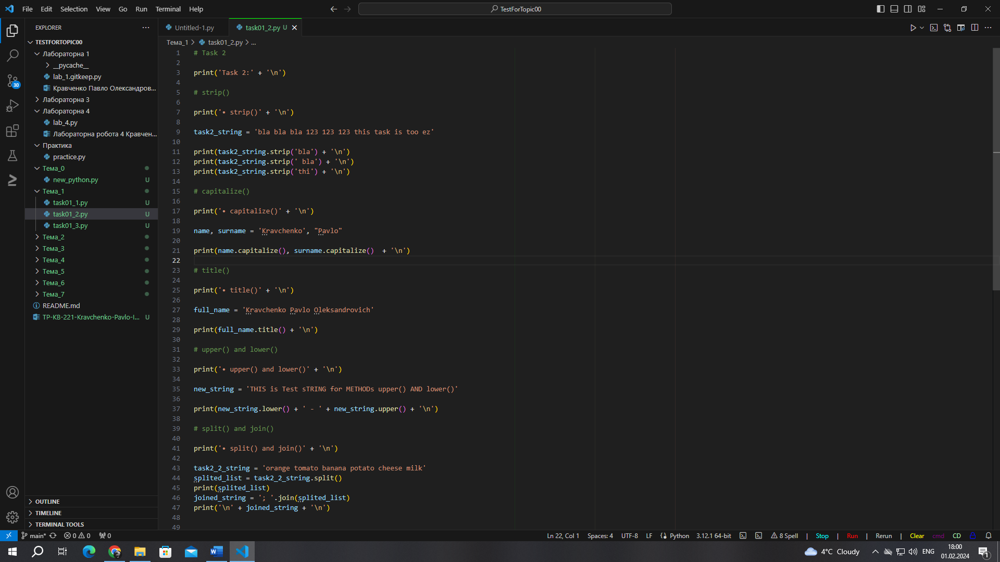 File Edit Selection View Go Run Terminal Help
TestForTopic00
EXPLORER
TESTFORTOPIC00
Лабораторна 1
__pycache__
lab_1.gitkeep.py
Кравченко Павло Олександров...
Лабораторна 3
Лабораторна 4
lab_4.py
Лабораторна робота 4 Кравчен...
Практика
practice.py
Тема_0
new_python.py U
Тема_1
task01_1.py U
task01_2.py U
task01_3.py U
Тема_2
Тема_3
Тема_4
Тема_5
Тема_6
Тема_7
README.md
TP-KB-221-Kravchenko-Pavlo-I... U
OUTLINE
TIMELINE
TERMINAL TOOLS
30
Untitled-1.py task01_2.py U
Тема_1 > task01_2.py > ...
1 # Task 2
2
3 print('Task 2:' + '\n')
4
5 # strip()
6
7 print('• strip()' + '\n')
8
9 task2_string = 'bla bla bla 123 123 123 this task is too ez'
10
11 print(task2_string.strip('bla') + '\n')
12 print(task2_string.strip(' bla') + '\n')
13 print(task2_string.strip('thi') + '\n')
14
15 # capitalize()
16
17 print('• capitalize()' + '\n')
18
19 name, surname = 'Kravchenko', "Pavlo"
20
21 print(name.capitalize(), surname.capitalize()  + '\n')
22
23 # title()
24
25 print('• title()' + '\n')
26
27 full_name = 'Kravchenko Pavlo Oleksandrovich'
28
29 print(full_name.title() + '\n')
30
31 # upper() and lower()
32
33 print('• upper() and lower()' + '\n')
34
35 new_string = 'THIS is Test sTRING for METHODs upper() AND lower()'
36
37 print(new_string.lower() + ' - ' + new_string.upper() + '\n')
38
39 # split() and join()
40
41 print('• split() and join()' + '\n')
42
43 task2_2_string = 'orange tomato banana potato cheese milk'
44 splited_list = task2_2_string.split()
45 print(splited_list)
46 joined_string = '; '.join(splited_list)
47 print('\n' + joined_string + '\n')
48
49
main* 0 0 0 Ln 22, Col 1 Spaces: 4 UTF-8 LF Python 3.12.1 64-bit 8 Spell | Stop | Run | Rerun | Clear cmd CD
4°C Cloudy ENG 18:00
01.02.2024
1